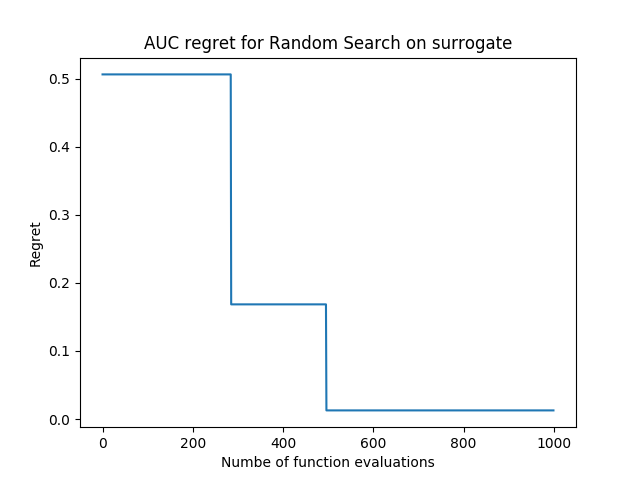 AUC regret for Random Search on surrogate
0.5
0.4
0.3
0.2
0.1
0.0
Regret
0 200 400 600 800 1000
Numbe of function evaluations